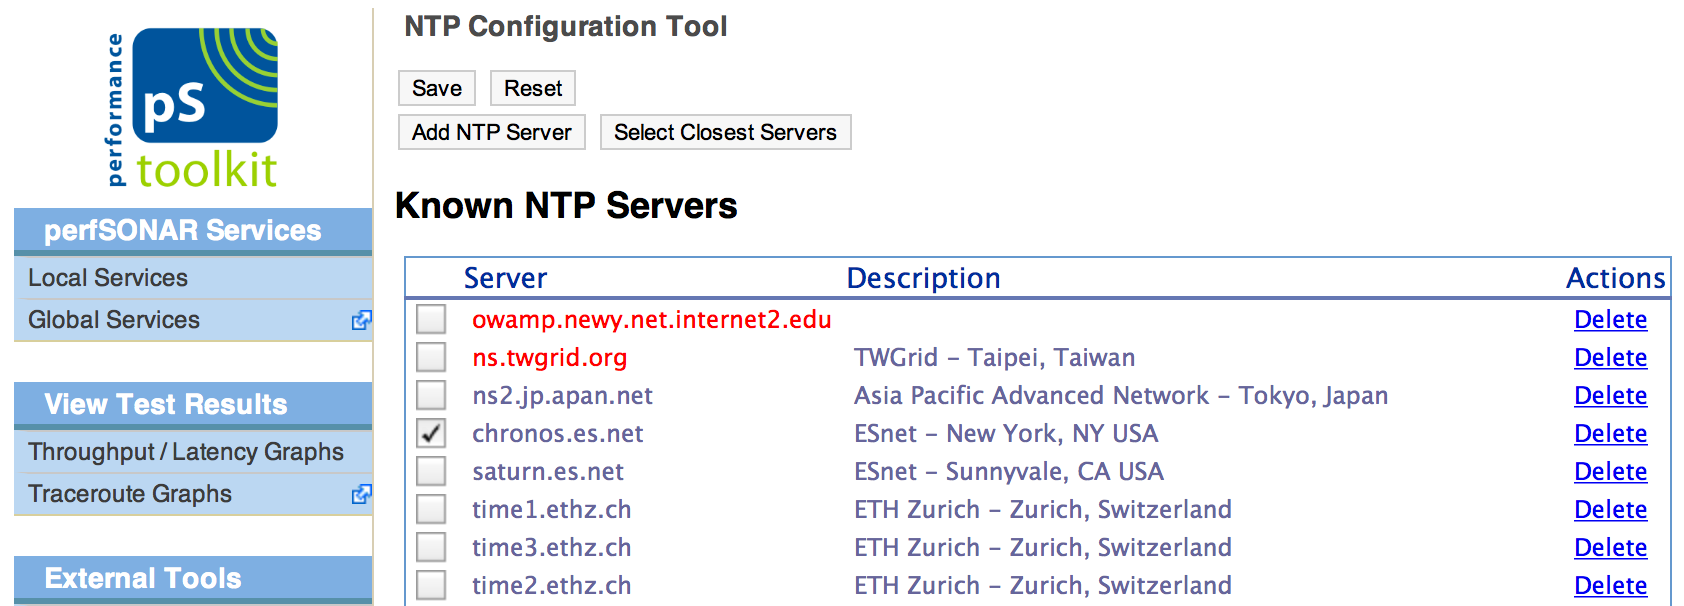 performance
pS
toolkit
perfSONAR Services
Local Services
Global Services
View Test Results
Throughput / Latency Graphs
Traceroute Graphs
External Tools
NTP Configuration Tool
Save Reset
Add NTP Server Select Closest Servers
Known NTP Servers
Server Description Actions
owamp.newy.net.internet2.edu Delete
ns.twgrid.org TWGrid - Taipei, Taiwan Delete
ns2.jp.apan.net Asia Pacific Advanced Network - Tokyo, Japan Delete
chronos.es.net ESnet - New York, NY USA Delete
saturn.es.net ESnet - Sunnyvale, CA USA Delete
time1.ethz.ch ETH Zurich - Zurich, Switzerland Delete
time3.ethz.ch ETH Zurich - Zurich, Switzerland Delete
time2.ethz.ch ETH Zurich - Zurich, Switzerland Delete